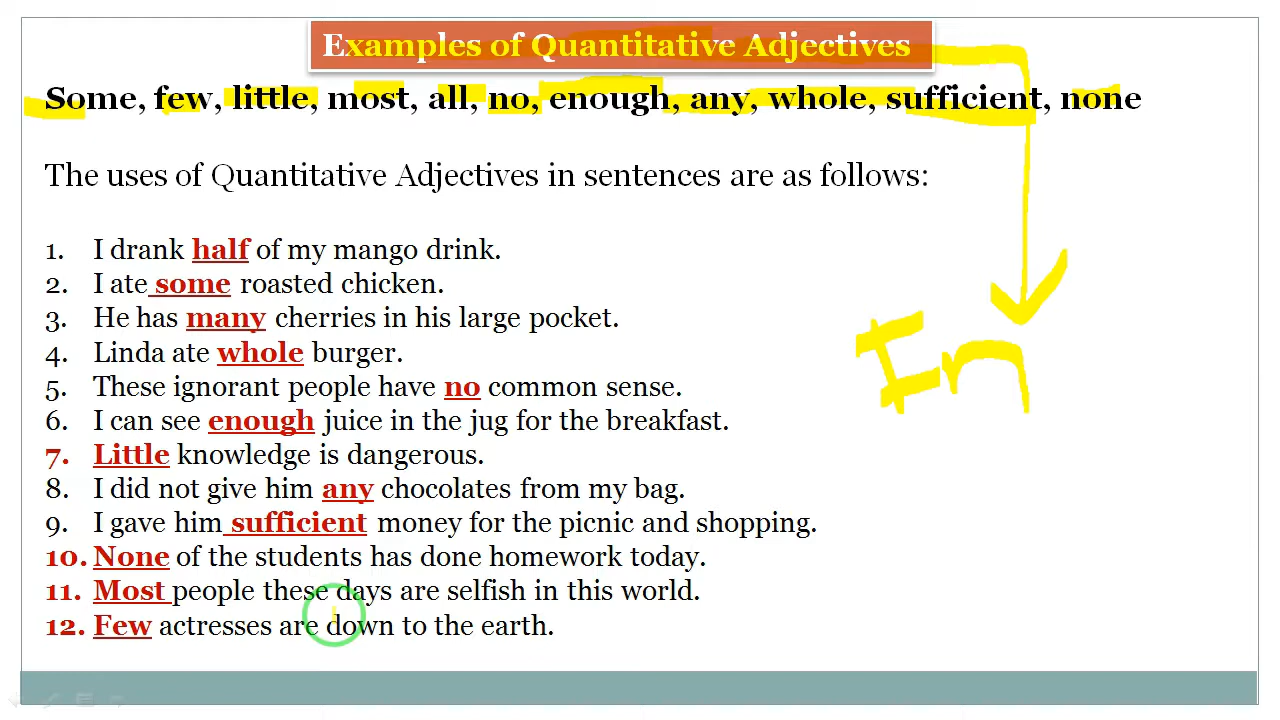 Examples of Quantitative Adjectives
Some, few, little, most, all, no, enough, any, whole, sufficient, none
The uses of Quantitative Adjectives in sentences are as follows:
1. I drank half of my mango drink.
2. I ate some roasted chicken.
3. He has many cherries in his large pocket.
4. Linda ate whole burger.
5. These ignorant people have no common sense.
6. I can see enough juice in the jug for the breakfast.
7. Little knowledge is dangerous.
8. I did not give him any chocolates from my bag.
9. I gave him sufficient money for the picnic and shopping.
10. None of the students has done homework today.
11. Most people these days are selfish in this world.
12. Few actresses are down to the earth.
In